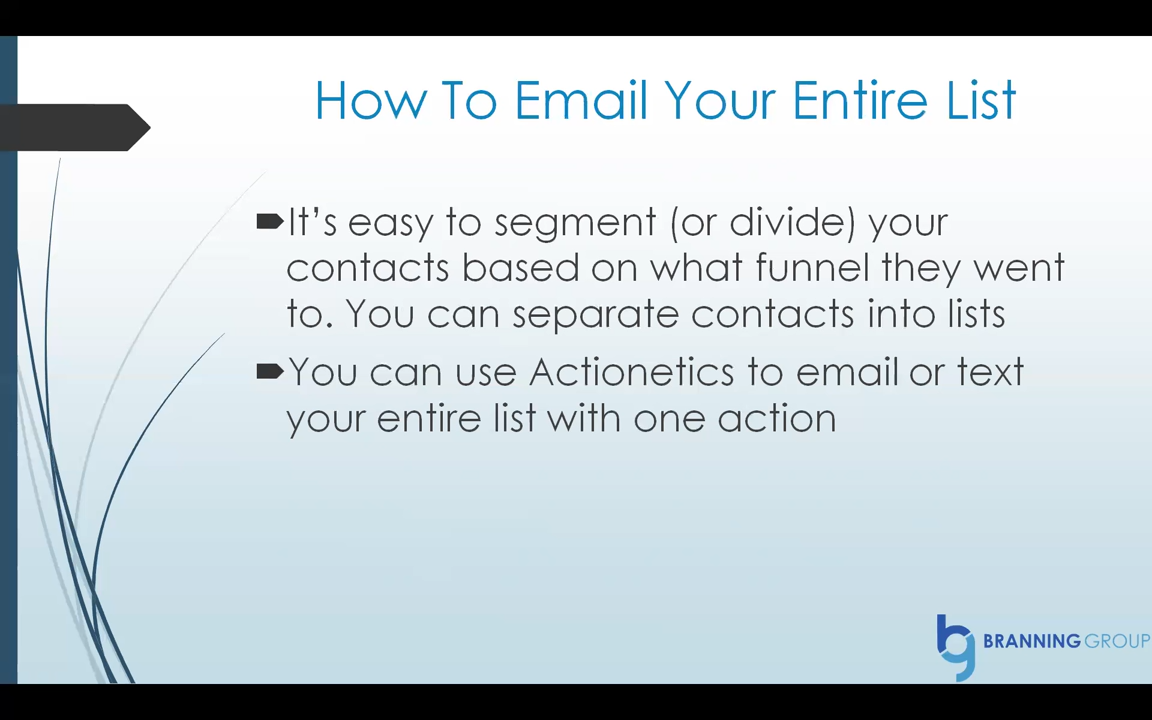 How To Email Your Entire List
It's easy to segment (or divide) your
contacts based on what funnel they went
to. You can separate contacts into lists
You can use Actionetics to email or text
your entire list with one action
bg BRANNING GROUP